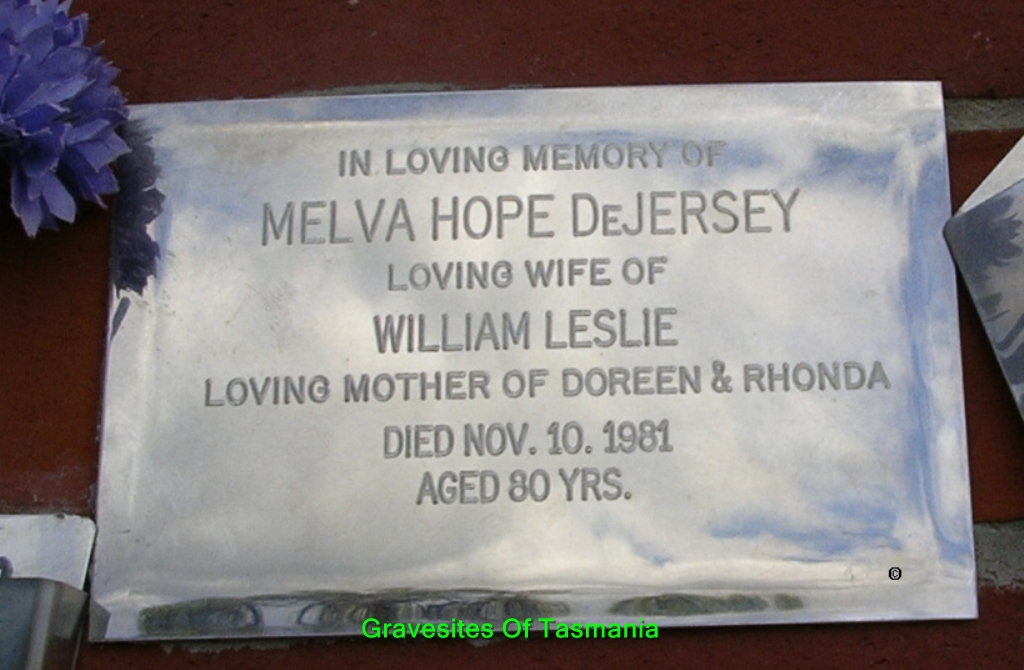 IN LOVING MEMORY OF
MELVA HOPE DeJERSEY
LOVING WIFE OF
WILLIAM LESLIE
LOVING MOTHER OF DOREEN & RHONDA
DIED NOV. 10. 1981
AGED 80 YRS.
©
Gravesites Of Tasmania